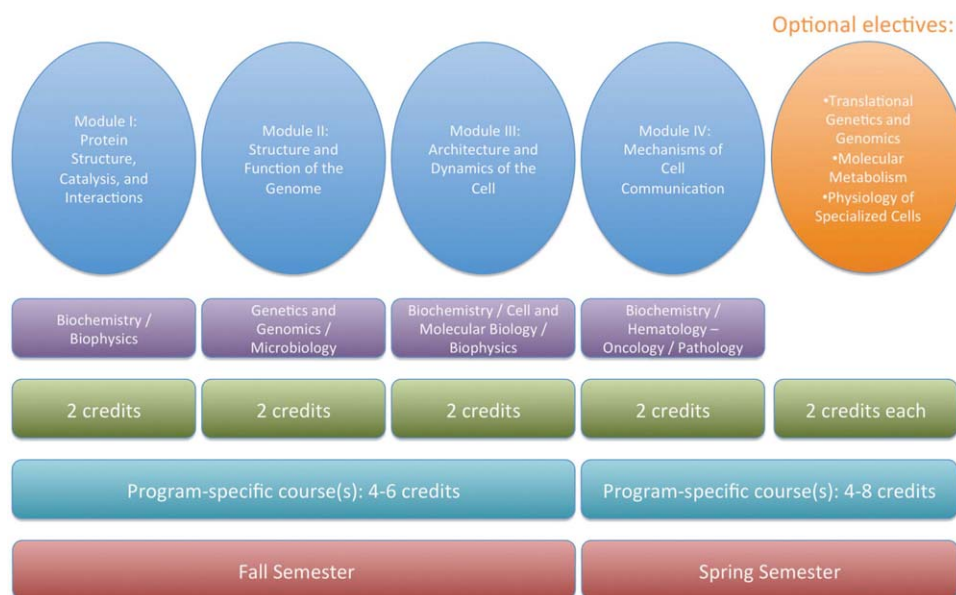 Optional electives:
Module I:
Protein
Structure,
Catalysis, and
Interactions
Module II:
Structure and
Function of the
Genome
Module III:
Architecture and
Dynamics of the
Cell
Module IV:
Mechanisms of
Cell
Communication
•Translational
Genetics and
Genomics
•Molecular
Metabolism
•Physiology of
Specialized Cells
Biochemistry /
Biophysics
Genetics and
Genomics /
Microbiology
Biochemistry / Cell and
Molecular Biology /
Biophysics
Biochemistry /
Hematology –
Oncology / Pathology
2 credits
2 credits
2 credits
2 credits
2 credits each
Program-specific course(s): 4-6 credits
Program-specific course(s): 4-8 credits
Fall Semester
Spring Semester